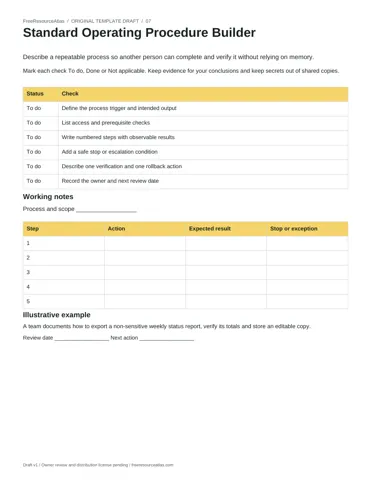 FreeResourceAtlas / ORIGINAL TEMPLATE DRAFT / S7
Standard Operating Procedure Builder
Describe a repeatable process so another person can complete and verify it without relying on memory.
Mark each check To do, Done or Not applicable. Keep evidence for your conclusions and keep secrets out of shared copies.
Status Check
To do Define the process trigger and intended output
To do List access and prerequisite checks
To do Write numbered steps with observable results
To do Add a safe stop or escalation condition
To do Describe one verification and one rollback action
To do Record the owner and next review date
Working notes
Process and scope ___________________
Step Action Expected result Stop or exception
1
2
3
4
5
Illustrative example
A team documents how to export a non-sensitive weekly status report, verify its totals and store an editable copy.
Review date __________________ Next action __________________
Draft v1 / Owner review and distribution license pending / freeresourceatlas.com